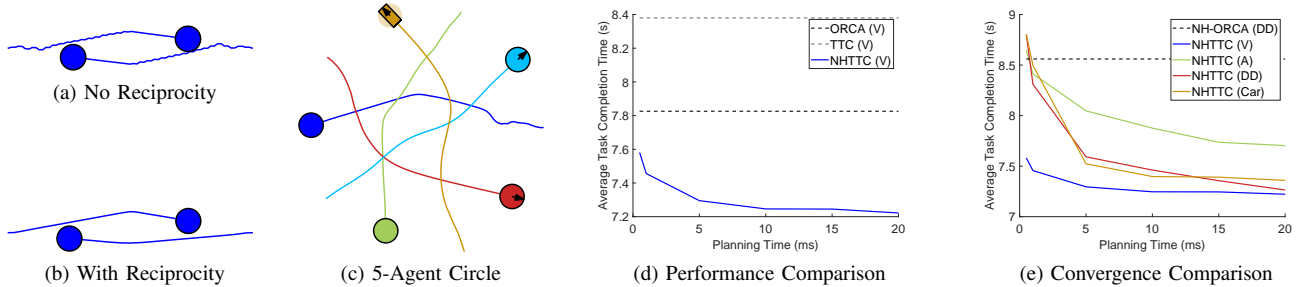 (a) No Reciprocity
(b) With Reciprocity
(c) 5-Agent Circle
Average Task Completion Time (s)
8.4
8.2
8
7.8
7.6
7.4
7.2
0
5
10
15
20
Planning Time (ms)
ORCA (V)
TTC (V)
NHTTC (V)
(d) Performance Comparison
Average Task Completion Time (s)
9
8.5
8
7.5
7
0
5
10
15
20
Planning Time (ms)
NH-ORCA (DD)
NHTTC (V)
NHTTC (A)
NHTTC (DD)
NHTTC (Car)
(e) Convergence Comparison